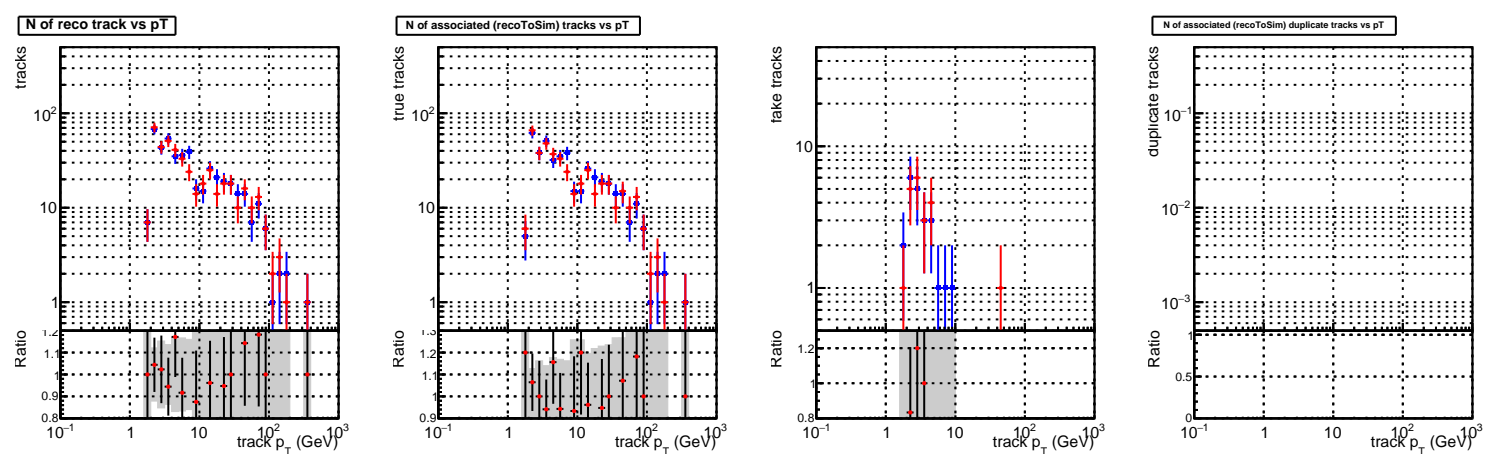 N of reco track vs pT
tracks
10²
10
1
Ratio
1.2
1.1
1
0.9
0.8
10⁻¹ 1 10 10² 10³
track p_T (GeV)
N of associated (recoToSim) tracks vs pT
true tracks
10²
10
1
Ratio
1.3
1.2
1.1
1
0.9
10⁻¹ 1 10 10² 10³
track p_T (GeV)
fake tracks
10
1
Ratio
1.2
1
0.8
10⁻¹ 1 10 10² 10³
track p_T (GeV)
N of associated (recoToSim) duplicate tracks vs pT
duplicate tracks
10⁻¹
10⁻²
10⁻³
Ratio
1
0.5
0
10⁻¹ 1 10 10² 10³
track p_T (GeV)